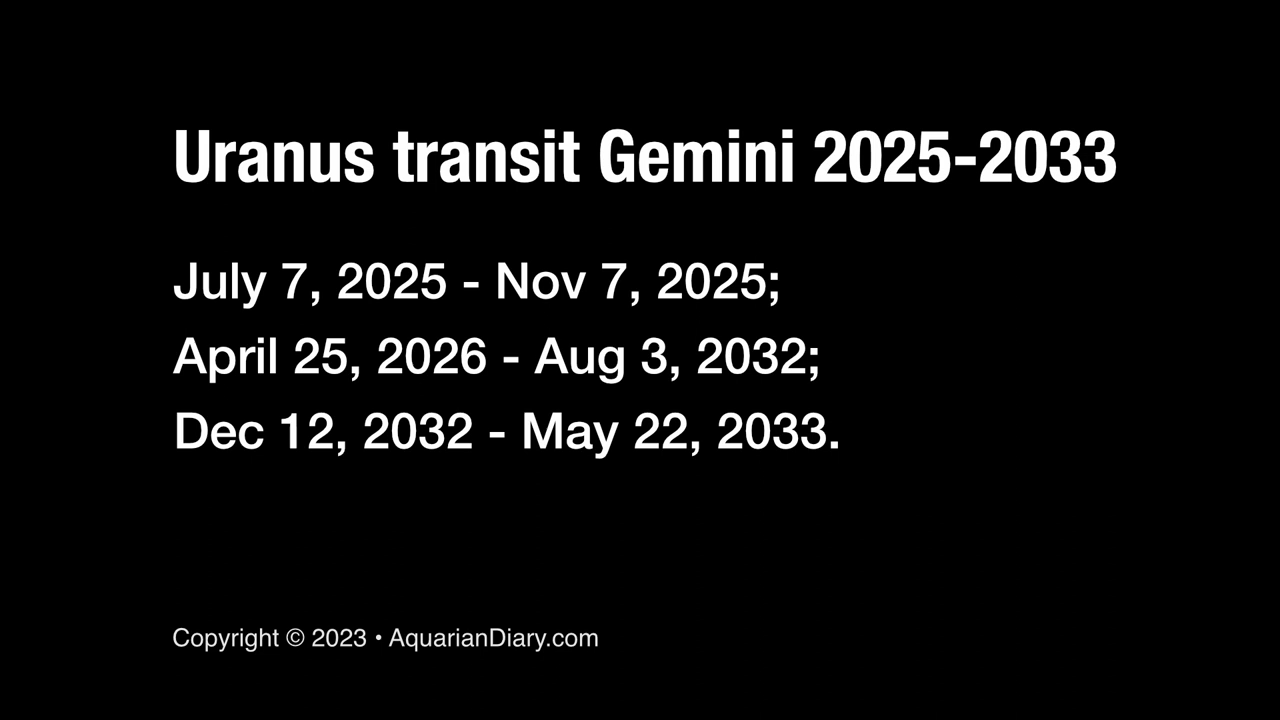 Uranus transit Gemini 2025-2033
July 7, 2025 - Nov 7, 2025;
April 25, 2026 - Aug 3, 2032;
Dec 12, 2032 - May 22, 2033.
Copyright © 2023 • AquarianDiary.com